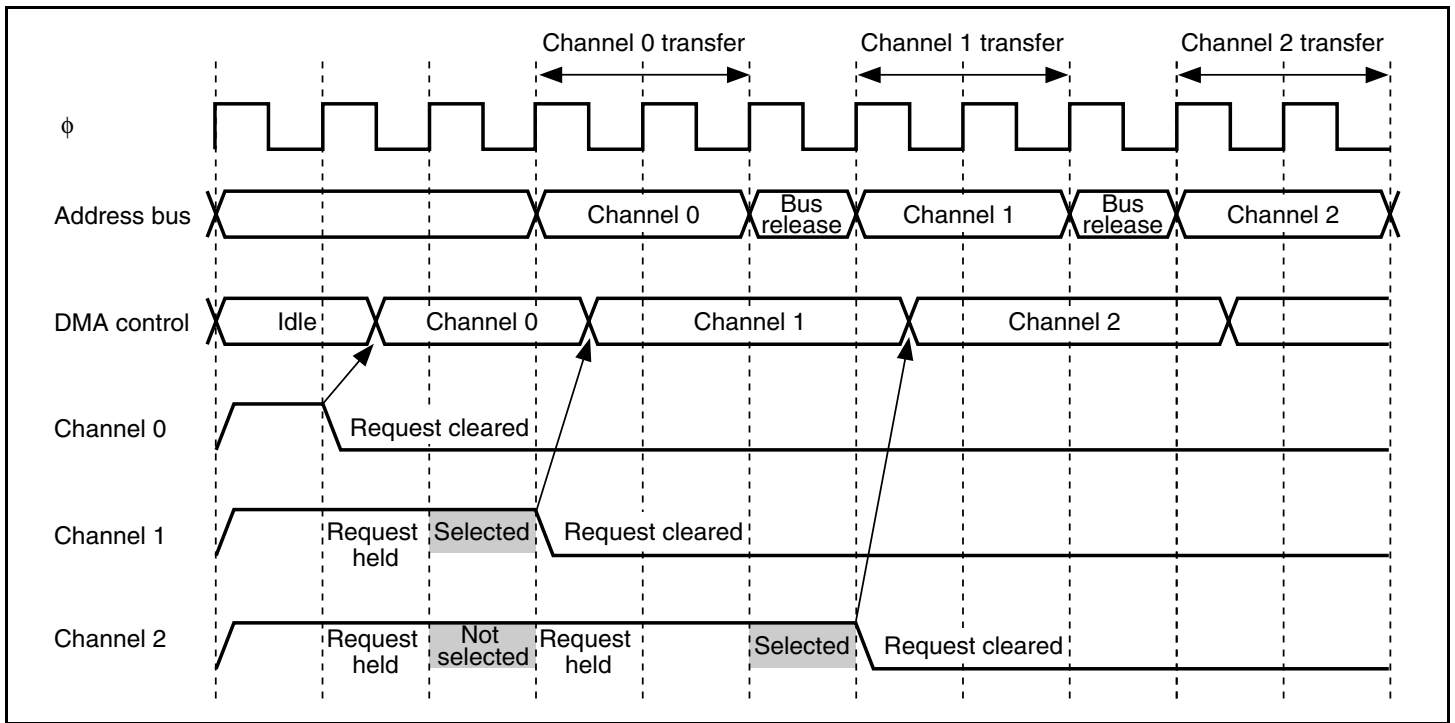 Channel 0 transfer
Channel 1 transfer
Channel 2 transfer
ϕ
Address bus
Channel 0
Bus
release
Channel 1
Bus
release
Channel 2
DMA control
Idle
Channel 0
Channel 1
Channel 2
Channel 0
Request cleared
Channel 1
Request
held
Selected
Request cleared
Channel 2
Request
held
Not
selected
Request
held
Selected
Request cleared